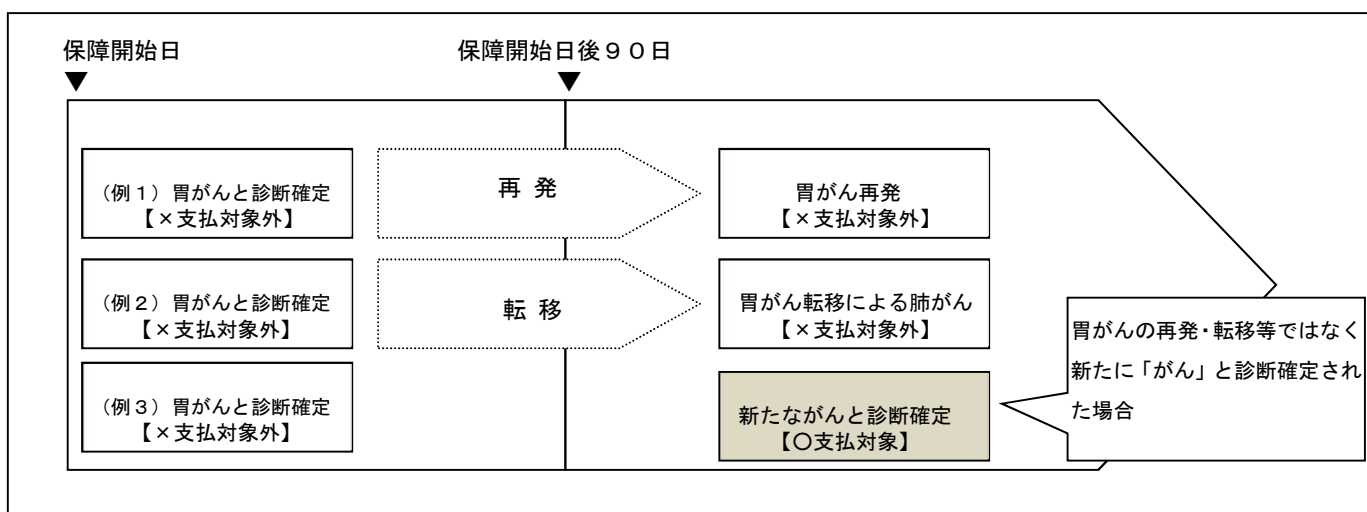 保障開始日
保障開始日後９０日
（例１）胃がんと診断確定
【×支払対象外】
再 発
胃がん再発
【×支払対象外】
（例２）胃がんと診断確定
【×支払対象外】
転 移
胃がん転移による肺がん
【×支払対象外】
（例３）胃がんと診断確定
【×支払対象外】
新たながんと診断確定
【〇支払対象】
胃がんの再発・転移等ではなく
新たに「がん」と診断確定され
た場合